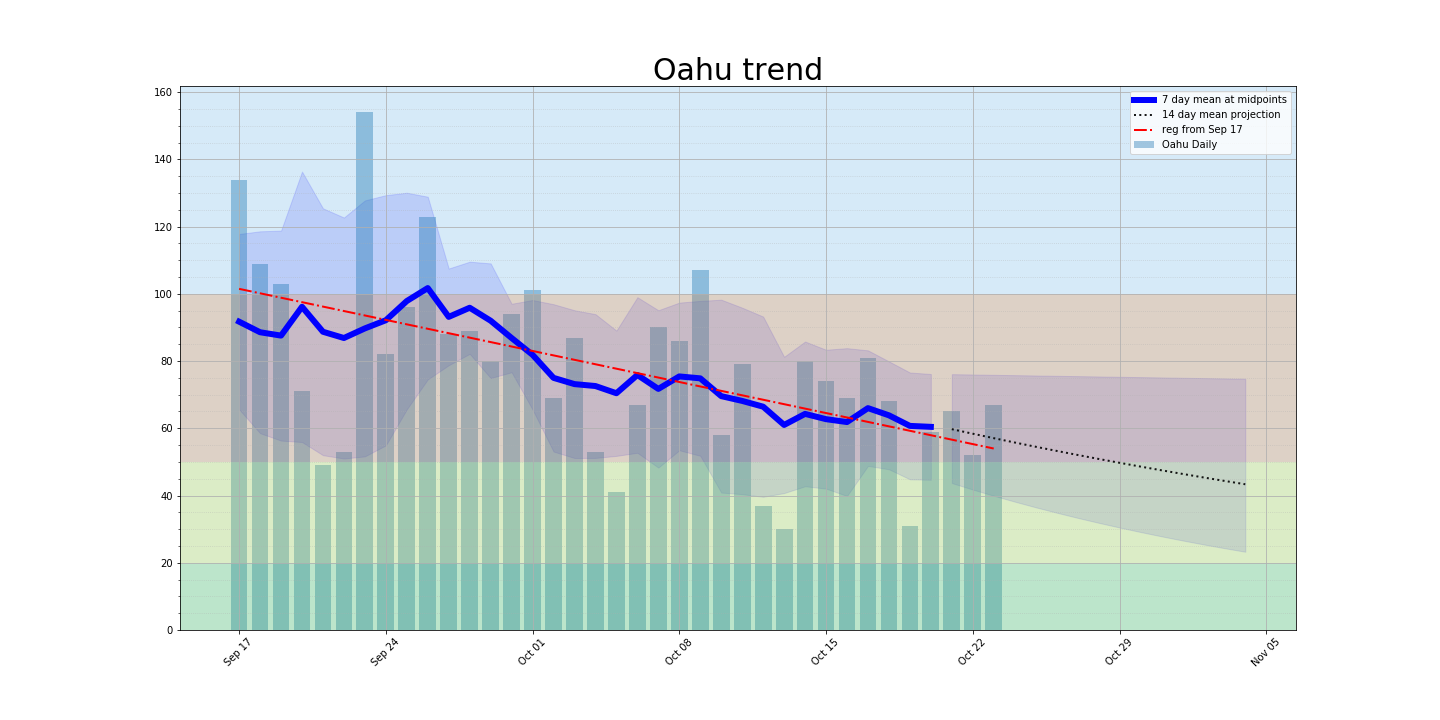 Oahu trend
160
140
120
100
80
60
40
20
0
7 day mean at midpoints
14 day mean projection
reg from Sep 17
Oahu Daily
Sep 17
Sep 24
Oct 01
Oct 08
Oct 15
Oct 22
Oct 29
Nov 05